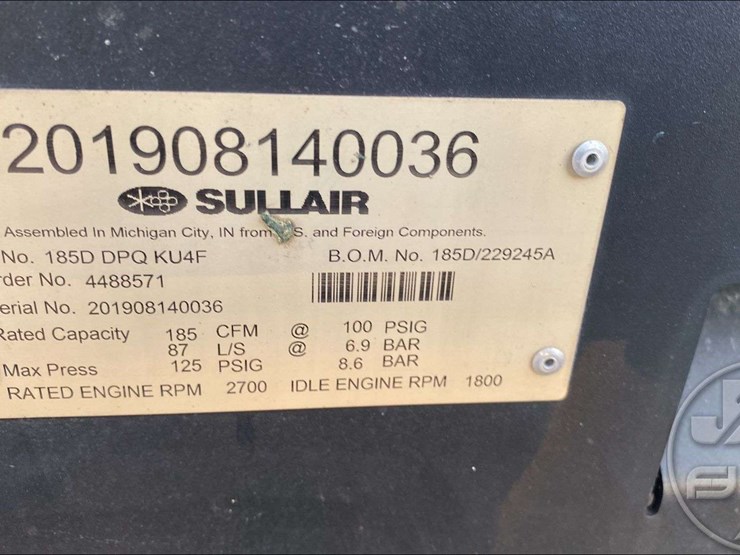 201908140036
SULLAIR
Assembled In Michigan City, IN from .S. and Foreign Components.
No. 185D DPQ KU4F B.O.M. No. 185D/229245A
rder No. 4488571
erial No. 201908140036
Rated Capacity 185 CFM @ 100 PSIG
87 L/S @ 6.9 BAR
Max Press 125 PSIG 8.6 BAR
RATED ENGINE RPM 2700 IDLE ENGINE RPM 1800